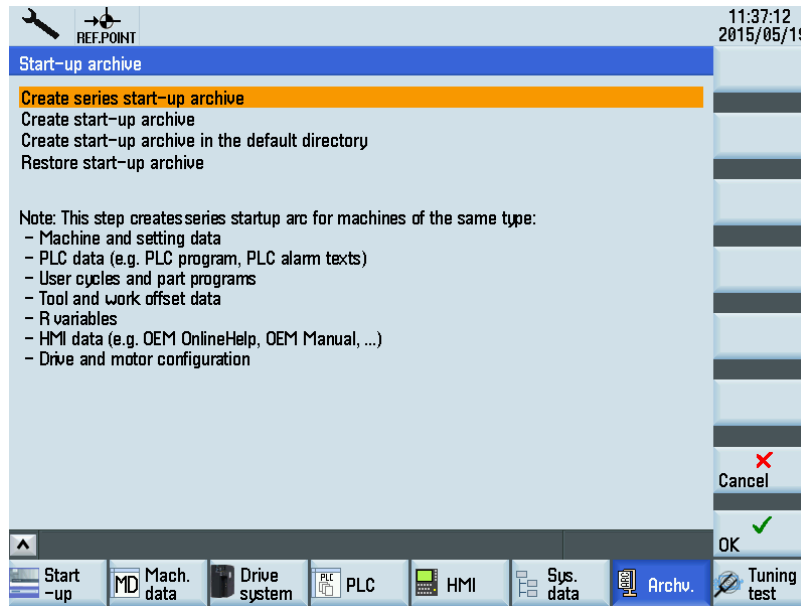 11:37:12
REF.POINT
2015/05/19
Start-up archive
Create series start-up archive
Create start-up archive
Create start-up archive in the default directory
Restore start-up archive
Note: This step createsseries startup arc for machines of the same type:
- Machine and setting data
- PLC data (e.g. PLC program, PLC alarm texts)
- User cycles and part programs
- Tool and work offset data
- R variables
- HMI data (e.g. OEM OnlineHelp, OEM Manual, ...)
- Drive and motor configuration
Cancel
OK
Start
-up
MD
Mach.
data
Drive
system
PLC
PLC
HMI
Sys.
data
Archv.
Tuning
test